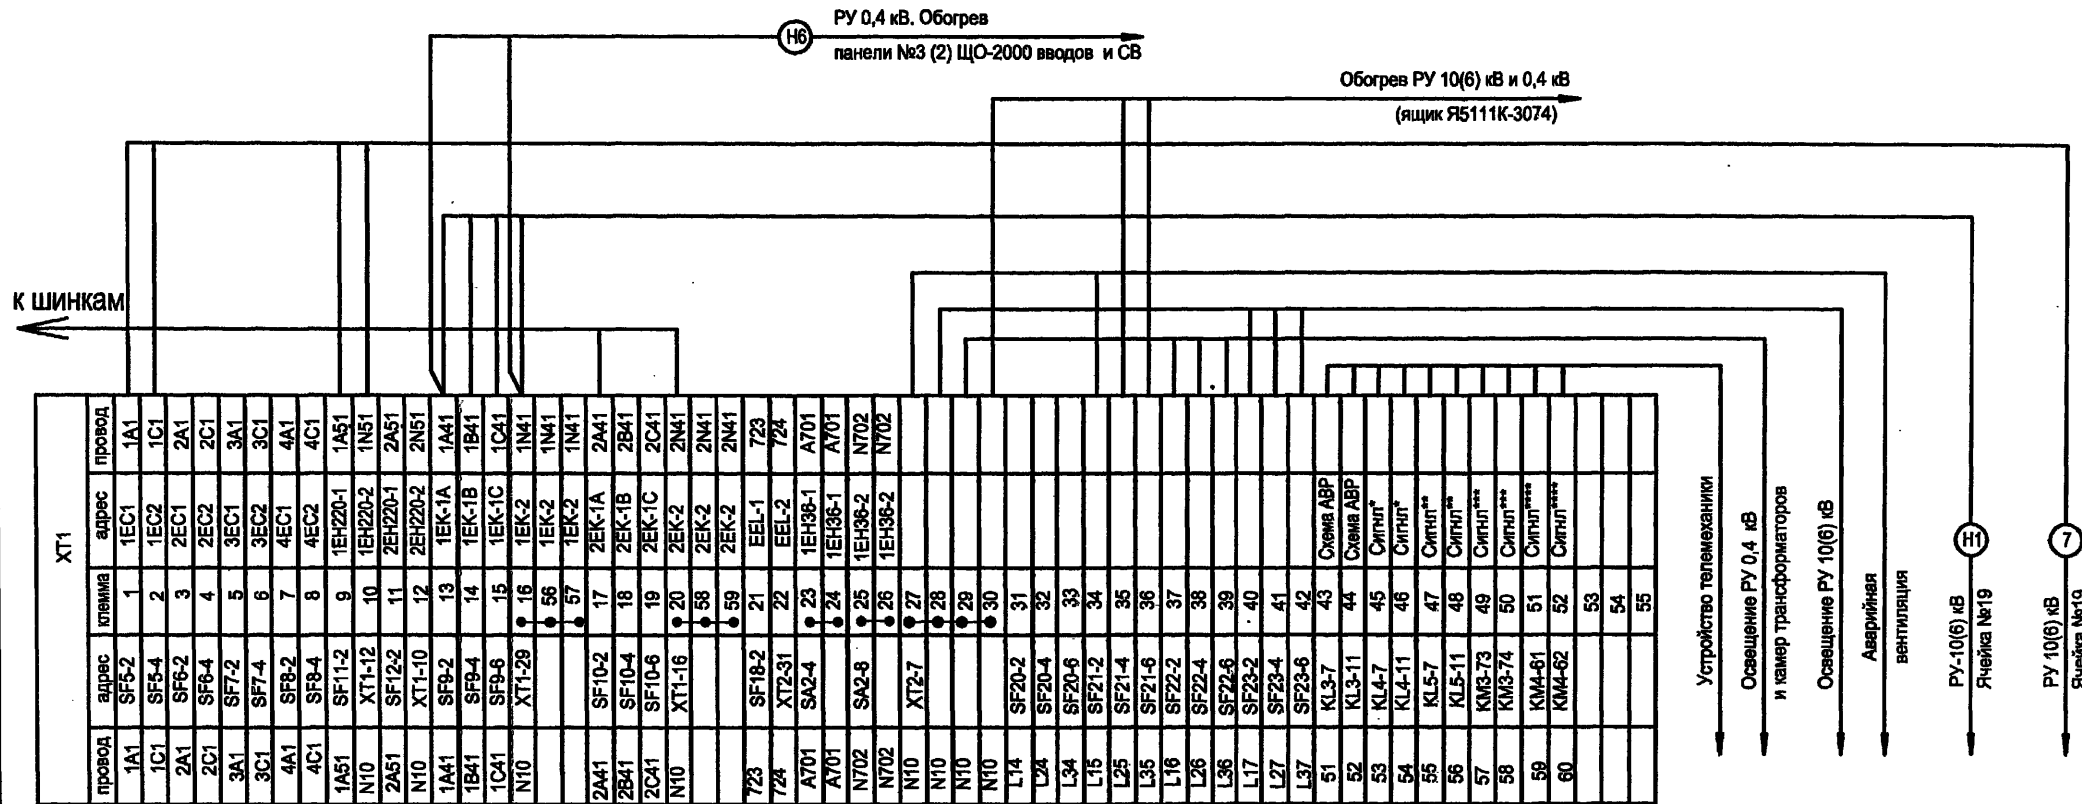 РУ 0,4 кВ. Обогрев
Н6
панели №3 (2) ЩО-2000 вводов и СВ
Обогрев РУ 10(6) кВ и 0,4 кВ
(ящик Я5111К-3074)
к шинкам
ХТ1
провод 1A1 1C1 2A1 2C1 3A1 3C1 4A1 4C1 1A51 1N51 2A51 2N51 1A41 1B41 1C41 1N41 1N41 1N41 2A41 2B41 2C41 2N41 2N41 2N41 723 724 A701 A701 N702 N702
адрес 1EC1 1EC2 2EC1 2EC2 3EC1 3EC2 4EC1 4EC2 1EH220-1 1EH220-2 2EH220-1 2EH220-2 1EK-1A 1EK-1B 1EK-1C 1EK-2 1EK-2 1EK-2 2EK-1A 2EK-1B 2EK-1C 2EK-2 2EK-2 2EK-2 EEL-1 EEL-2 1EH36-1 1EH36-1 1EH36-2 1EH36-2 Схема АВР Схема АВР Сигнл* Сигнл* Сигнл** Сигнл** Сигнл*** Сигнл*** Сигнл**** Сигнл****
клемма 1 2 3 4 5 6 7 8 9 10 11 12 13 14 15 16 56 57 17 18 19 20 58 59 21 22 23 24 25 26 27 28 29 30 31 32 33 34 35 36 37 38 39 40 41 42 43 44 45 46 47 48 49 50 51 52 53 54 55
адрес SF5-2 SF5-4 SF6-2 SF6-4 SF7-2 SF7-4 SF8-2 SF8-4 SF11-2 XT1-12 SF12-2 XT1-10 SF9-2 SF9-4 SF9-6 XT1-29 SF10-2 SF10-4 SF10-6 XT1-16 SF18-2 XT2-31 SA2-4 SA2-8 XT2-7 SF20-2 SF20-4 SF20-6 SF21-2 SF21-4 SF21-6 SF22-2 SF22-4 SF22-6 SF23-2 SF23-4 SF23-6 KL3-7 KL3-11 KL4-7 KL4-11 KL5-7 KL5-11 KM3-73 KM3-74 KM4-61 KM4-62
провод 1A1 1C1 2A1 2C1 3A1 3C1 4A1 4C1 1A51 N10 2A51 N10 1A41 1B41 1C41 N10 2A41 2B41 2C41 N10 723 724 A701 A701 N702 N702 N10 N10 N10 N10 L14 L24 L34 L15 L25 L35 L16 L26 L36 L17 L27 L37 51 52 53 54 55 56 57 58 59 60
Устройство телемеханики
Освещение РУ 0,4 кВ
и камер трансформаторов
Освещение РУ 10(6) кВ
Аварийная
вентиляция
Н1
РУ-10(6) кВ
Ячейка №19
7
РУ 10(6) кВ
Ячейка №19